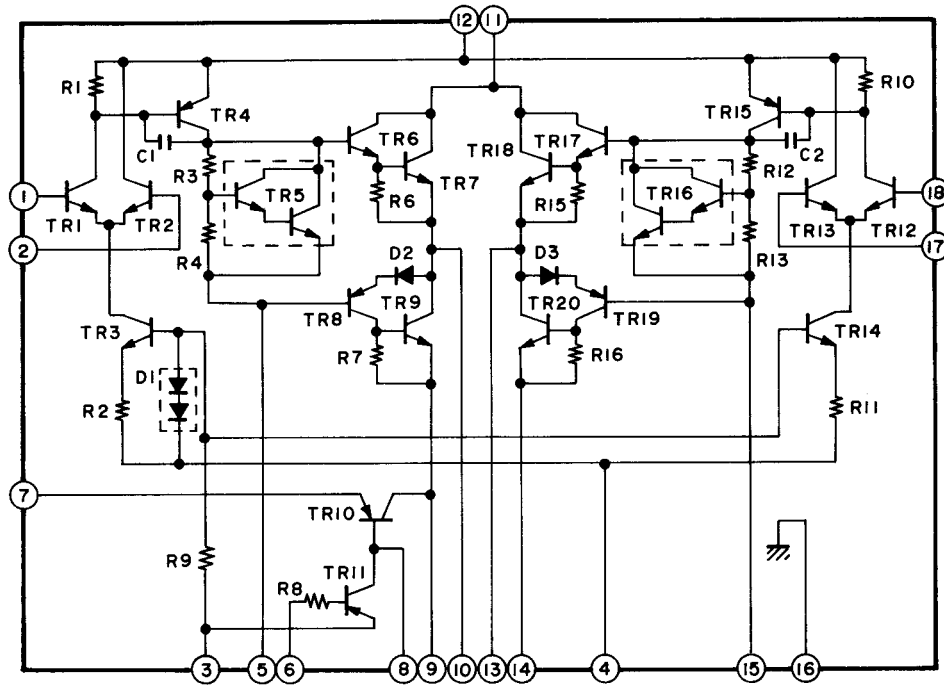 12 11
R1 R10
TR4 TR15
C1 TR6 TR17 C2
TR18
R3 R12
TR5 TR7 TR16
1 R6 R15 18
TR1 TR2 TR13 TR12
2 17
R4 R13
D2 D3
TR9 TR20
TR8 TR19
TR3 TR14
R7 R16
D1
R2 R11
7
TR10
R9 TR11
R8
3 5 6 8 9 10 13 14 4 15 16